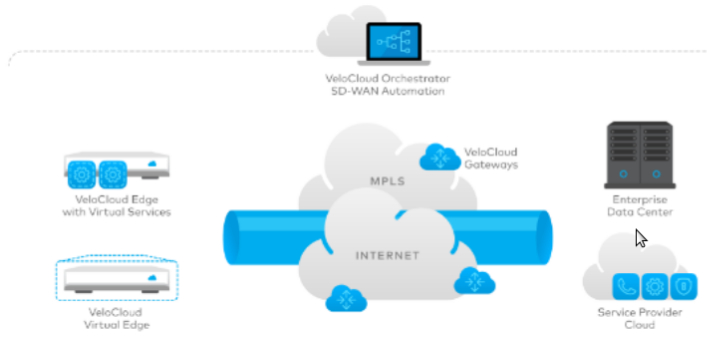 VeloCloud Orchestrator
SD-WAN Automation
VeloCloud
Gateways
MPLS
VeloCloud Edge
with Virtual Services
Enterprise
Data Center
INTERNET
VeloCloud
Virtual Edge
Service Provider
Cloud